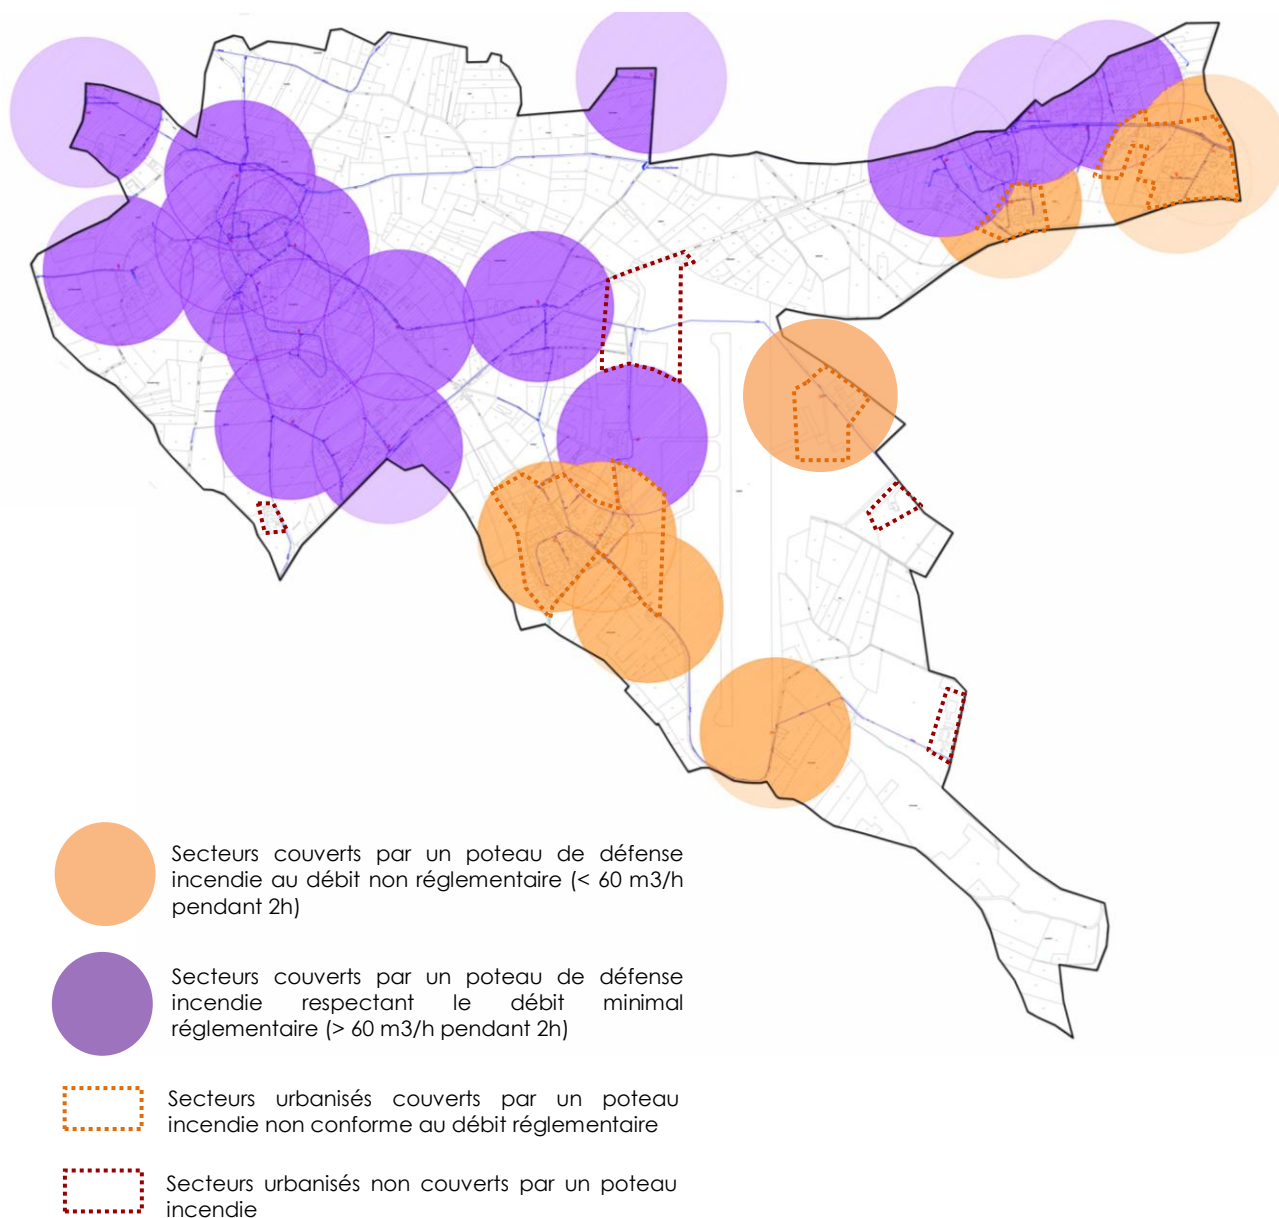 Secteurs couverts par un poteau de défense
incendie au débit non réglementaire (< 60 m3/h
pendant 2h)
Secteurs couverts par un poteau de défense
incendie respectant le débit minimal
réglementaire (> 60 m3/h pendant 2h)
Secteurs urbanisés couverts par un poteau
incendie non conforme au débit réglementaire
Secteurs urbanisés non couverts par un poteau
incendie